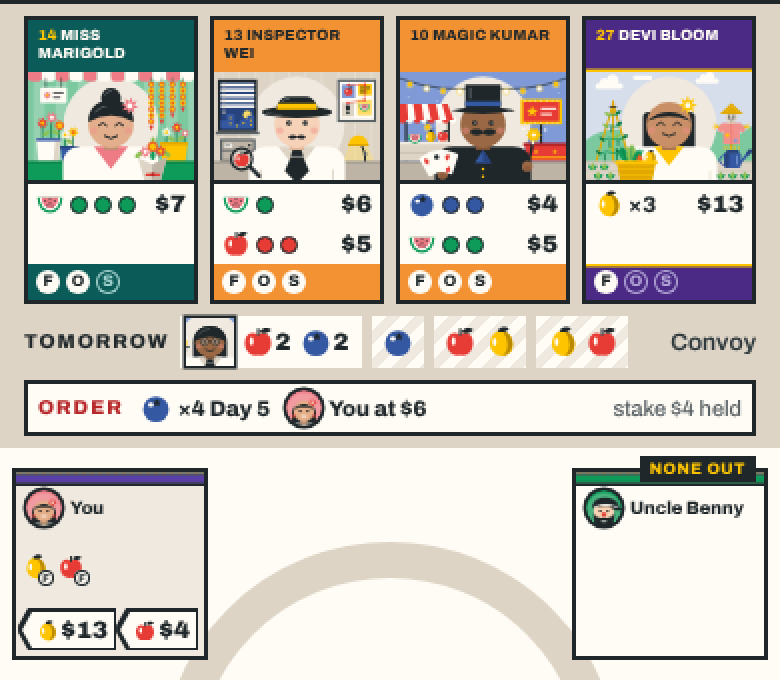 14 MISS MARIGOLD
$7
F O S
13 INSPECTOR WEI
$6
$5
F O S
10 MAGIC KUMAR
$4
$5
F O S
27 DEVI BLOOM
×3 $13
F O S
TOMORROW 2 2 Convoy
ORDER ×4 Day 5 You at $6 stake $4 held
You
F F
$13 $4
NONE OUT
Uncle Benny